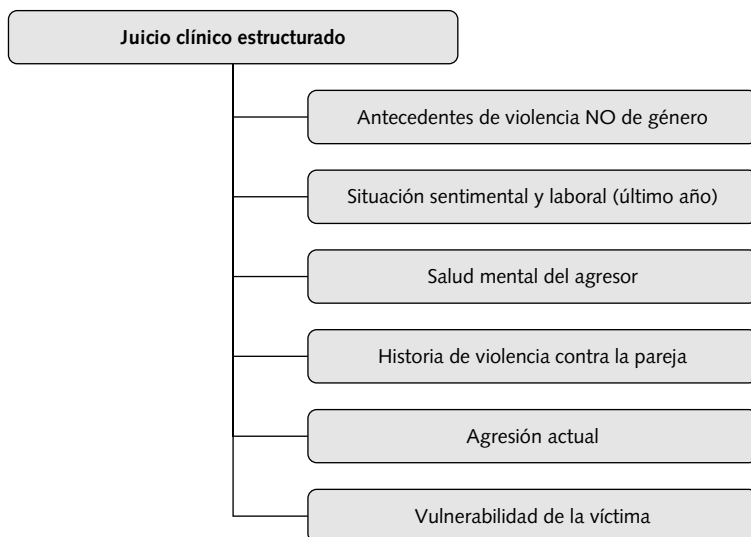 Juicio clínico estructurado
Antecedentes de violencia NO de género
Situación sentimental y laboral (último año)
Salud mental del agresor
Historia de violencia contra la pareja
Agresión actual
Vulnerabilidad de la víctima